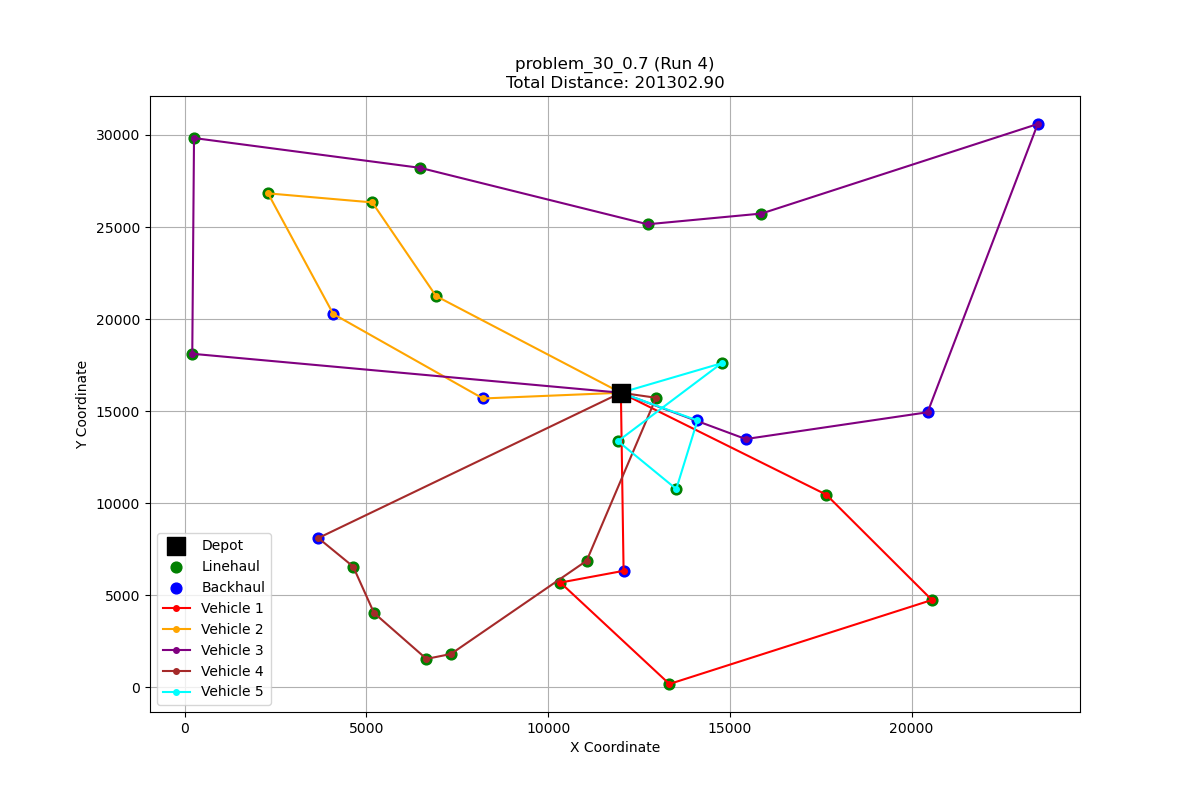 problem_30_0.7 (Run 4)
Total Distance: 201302.90
30000
25000
20000
15000
10000
5000
0
Y Coordinate
Depot
Linehaul
Backhaul
Vehicle 1
Vehicle 2
Vehicle 3
Vehicle 4
Vehicle 5
0 5000 10000 15000 20000
X Coordinate